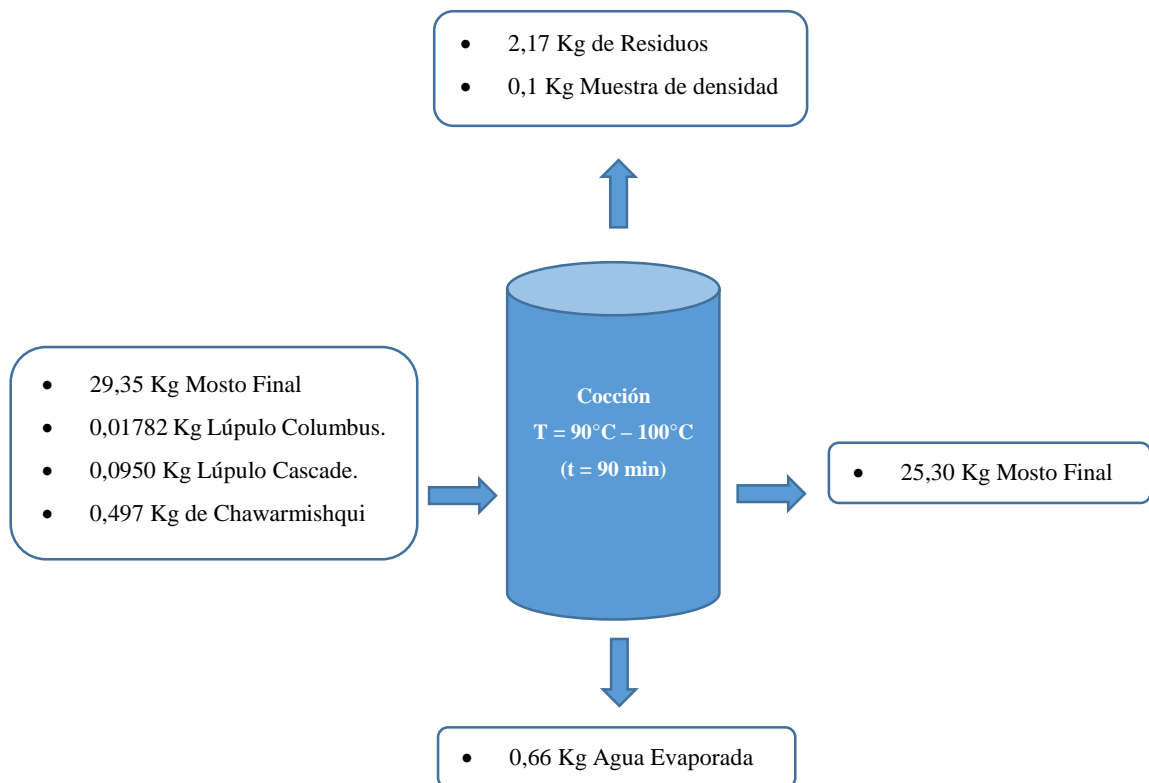 • 2,17 Kg de Residuos
• 0,1 Kg Muestra de densidad
• 29,35 Kg Mosto Final
• 0,01782 Kg Lúpulo Columbus.
• 0,0950 Kg Lúpulo Cascade.
• 0,497 Kg de Chawarmishqui
Cocción
T = 90°C – 100°C
(t = 90 min)
• 25,30 Kg Mosto Final
• 0,66 Kg Agua Evaporada